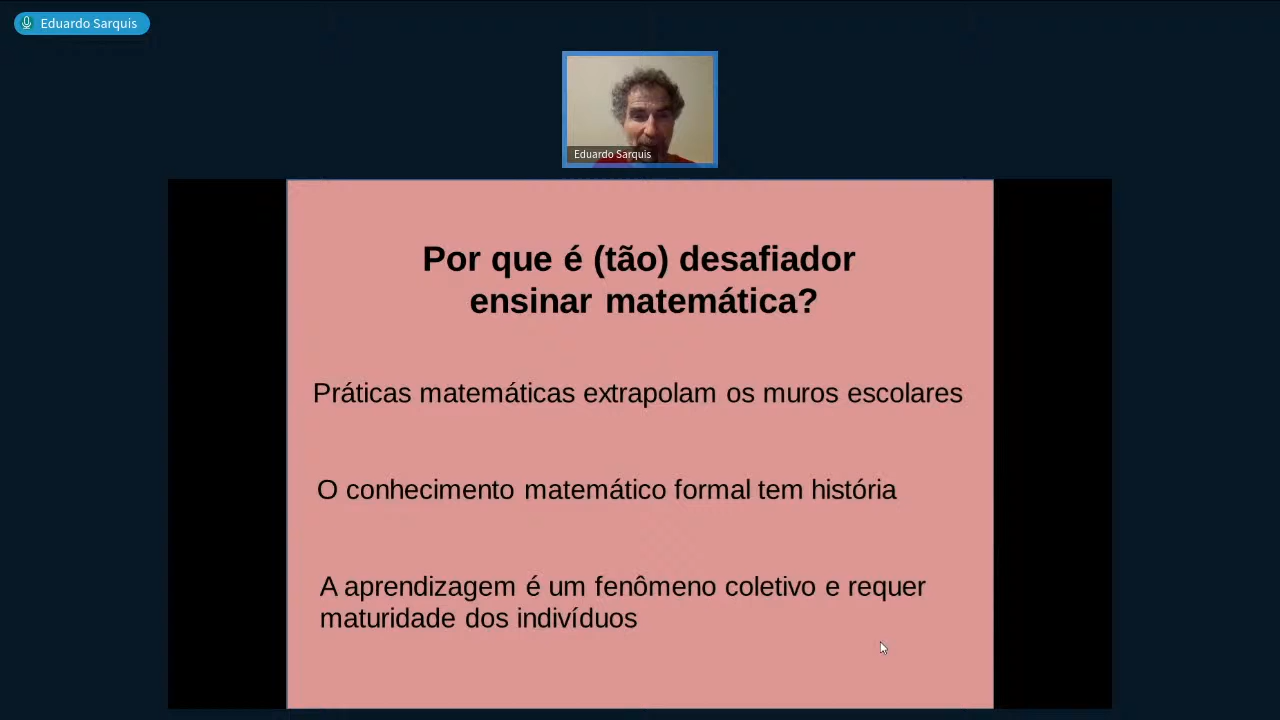 Eduardo Sarquis
Eduardo Sarquis
Por que é (tão) desafiador
ensinar matemática?
Práticas matemáticas extrapolam os muros escolares
O conhecimento matemático formal tem história
A aprendizagem é um fenômeno coletivo e requer
maturidade dos indivíduos